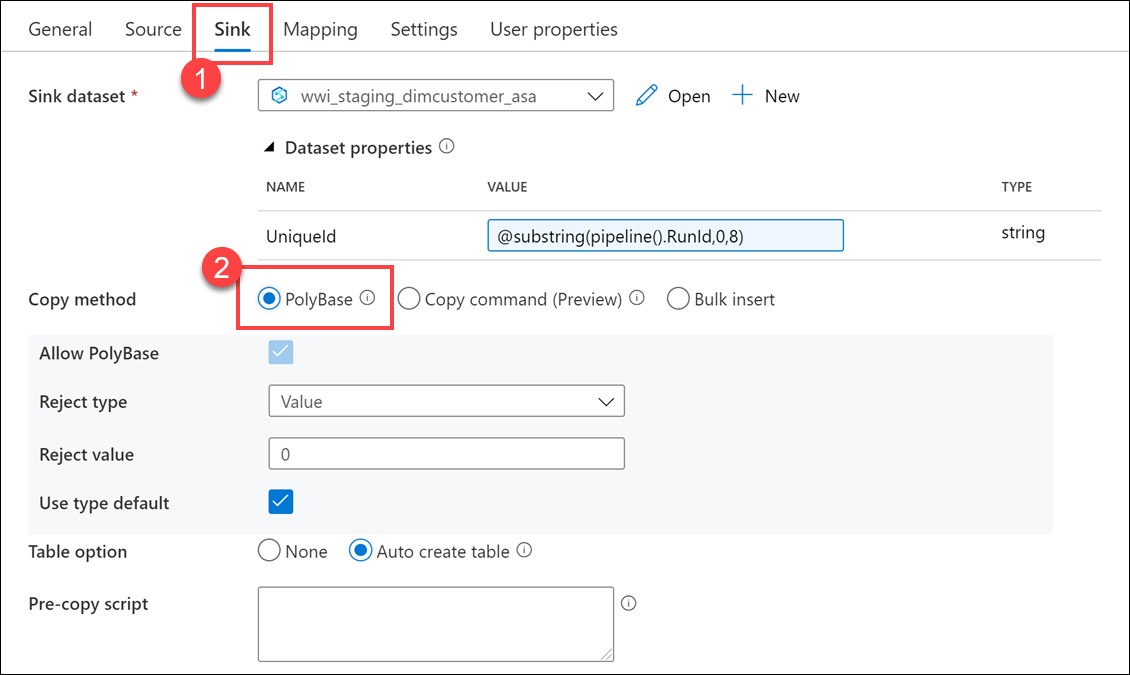 General Source Sink Mapping Settings User properties
1
Sink dataset * wwi_staging_dimcustomer_asa Open New
Dataset properties
NAME VALUE TYPE
UniqueId @substring(pipeline().RunId,0,8) string
2
Copy method PolyBase Copy command (Preview) Bulk insert
Allow PolyBase
Reject type Value
Reject value 0
Use type default
Table option None Auto create table
Pre-copy script